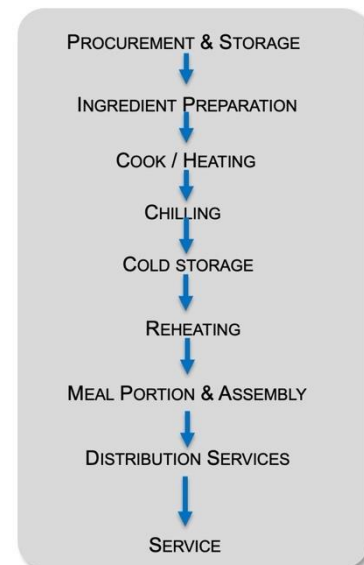 PROCUREMENT & STORAGE
INGREDIENT PREPARATION
COOK / HEATING
CHILLING
COLD STORAGE
REHEATING
MEAL PORTION & ASSEMBLY
DISTRIBUTION SERVICES
SERVICE